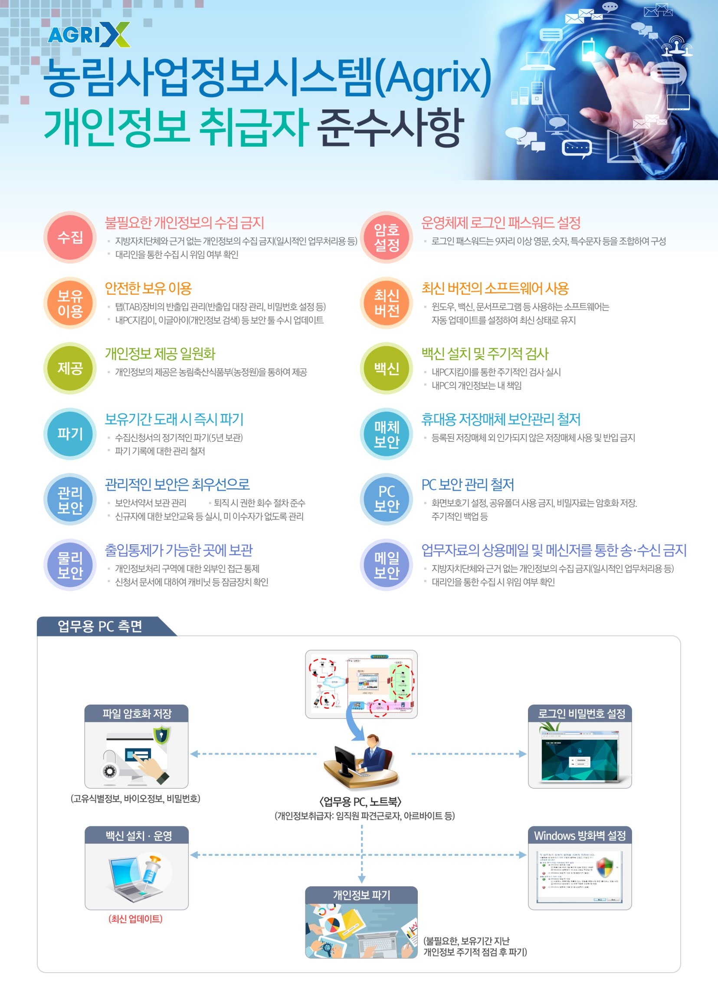 AGRIX
농림사업정보시스템(Agrix)
개인정보 취급자 준수사항
수집
불필요한 개인정보의 수집 금지
▪ 지방자치단체와 근거 없는 개인정보의 수집 금지(일시적인 업무처리용 등)
▪ 대리인을 통한 수집 시 위임 여부 확인
암호
설정
운영체제 로그인 패스워드 설정
▪ 로그인 패스워드는 9자리 이상 영문, 숫자, 특수문자 등을 조합하여 구성
보유
이용
안전한 보유 이용
▪ 탭(TAB)장비의 반출입 관리(반출입 대장 관리, 비밀번호 설정 등)
▪ 내PC지킴이, 이글아이(개인정보 검색) 등 보안 툴 수시 업데이트
최신
버전
최신 버전의 소프트웨어 사용
▪ 윈도우, 백신, 문서프로그램 등 사용하는 소프트웨어는
자동 업데이트를 설정하여 최신 상태로 유지
제공
개인정보 제공 일원화
▪ 개인정보의 제공은 농림축산식품부(농정원)을 통하여 제공
백신
백신 설치 및 주기적 검사
▪ 내PC지킴이를 통한 주기적인 검사 실시
▪ 내PC의 개인정보는 내 책임
파기
보유기간 도래 시 즉시 파기
▪ 수집신청서의 정기적인 파기(5년 보관)
▪ 파기 기록에 대한 관리 철저
매체
보안
휴대용 저장매체 보안관리 철저
▪ 등록된 저장매체 외 인가되지 않은 저장매체 사용 및 반입 금지
관리
보안
관리적인 보안은 최우선으로
▪ 보안서약서 보관 관리 ▪ 퇴직 시 권한 회수 절차 준수
▪ 신규자에 대한 보안교육 등 실시, 미 이수자가 없도록 관리
PC
보안
PC 보안 관리 철저
▪ 화면보호기 설정, 공유폴더 사용 금지, 비밀자료는 암호화 저장.
주기적인 백업 등
물리
보안
출입통제가 가능한 곳에 보관
▪ 개인정보처리 구역에 대한 외부인 접근 통제
▪ 신청서 문서에 대하여 캐비닛 등 잠금장치 확인
메일
보안
업무자료의 상용메일 및 메신저를 통한 송·수신 금지
▪ 지방자치단체와 근거 없는 개인정보의 수집 금지(일시적인 업무처리용 등)
▪ 대리인을 통한 수집 시 위임 여부 확인
업무용 PC 측면
파일 암호화 저장
(고유식별정보, 바이오정보, 비밀번호)
로그인 비밀번호 설정
<업무용 PC, 노트북>
(개인정보취급자: 임직원 파견근로자, 아르바이트 등)
백신 설치 · 운영
(최신 업데이트)
Windows 방화벽 설정
개인정보 파기
(불필요한, 보유기간 지난
개인정보 주기적 점검 후 파기)